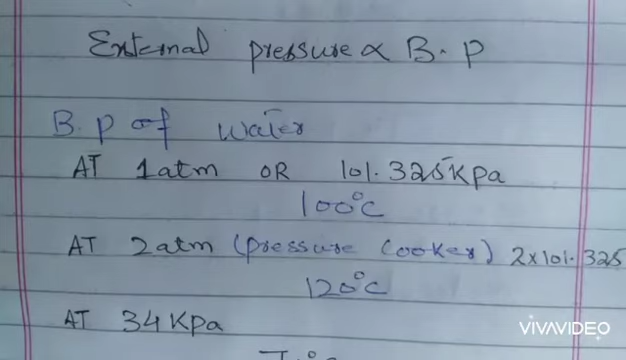 External pressure ∝ B.p
B.p of water
AT 1atm OR 101.325Kpa
100°C
AT 2atm (pressure Cooker) 2x101.325
120°C
AT 34Kpa
VIVAVIDEO